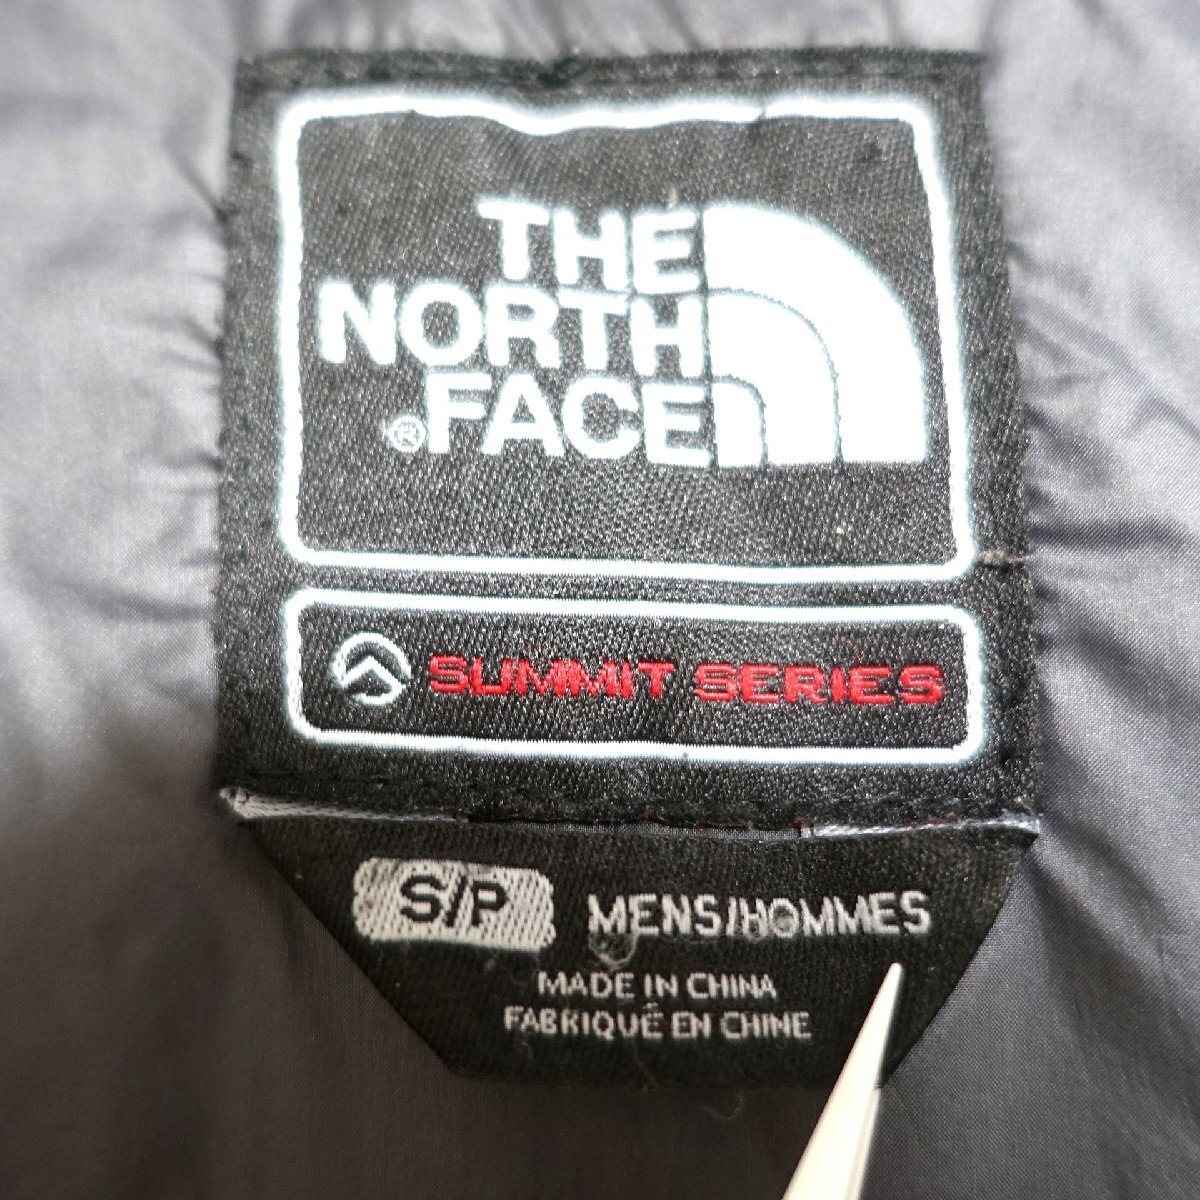 THE
NORTH
FACE
®
SUMMIT SERIES
S/P MENS/HOMMES
MADE IN CHINA
FABRIQUÉ EN CHINE